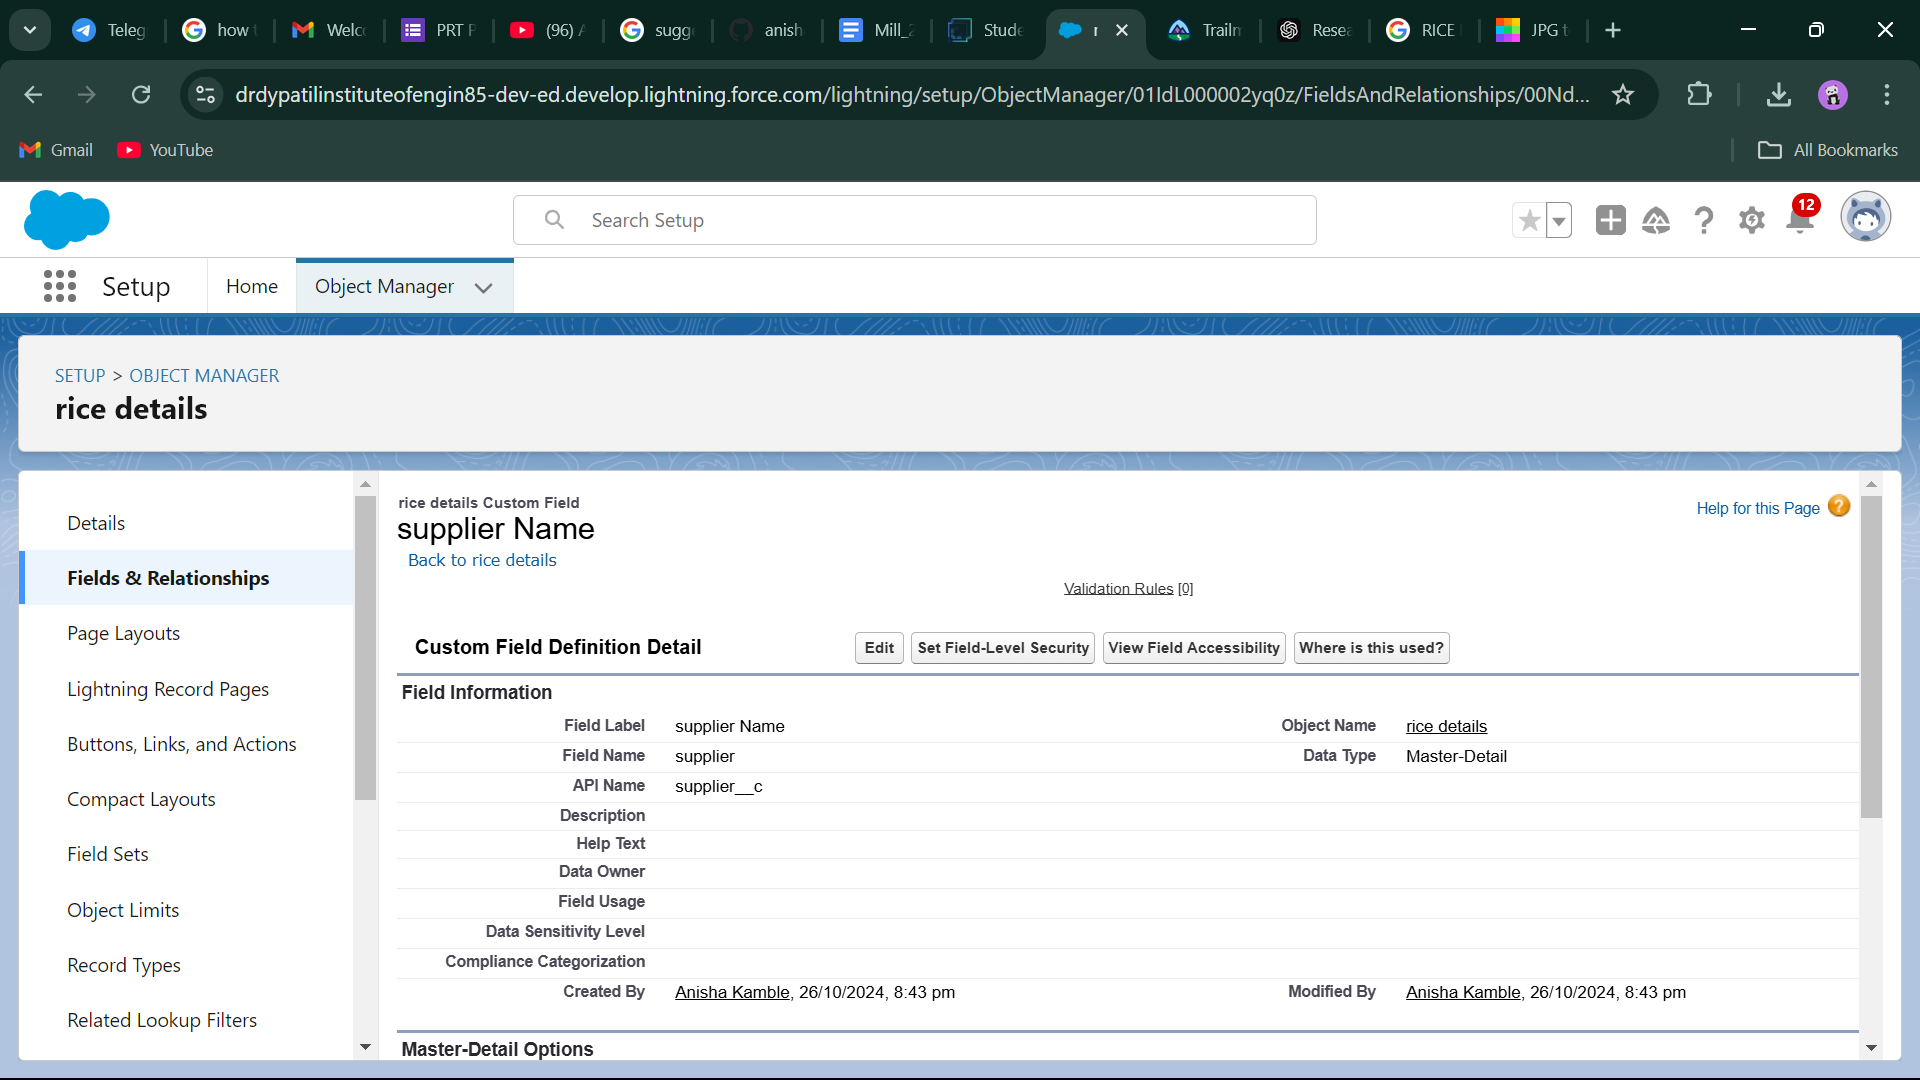 Teleg
how t
Welco
PRT P
(96) A
sugge
anish
Mill_2
Stude
r
Trailm
Resea
RICE
JPG t
drdypatilinstituteofengin85-dev-ed.develop.lightning.force.com/lightning/setup/ObjectManager/01IdL000002yq0z/FieldsAndRelationships/00Nd...
Gmail
YouTube
All Bookmarks
Search Setup
12
Setup
Home
Object Manager
SETUP > OBJECT MANAGER
rice details
Details
Fields & Relationships
Page Layouts
Lightning Record Pages
Buttons, Links, and Actions
Compact Layouts
Field Sets
Object Limits
Record Types
Related Lookup Filters
rice details Custom Field
supplier Name
Back to rice details
Help for this Page ?
Validation Rules [0]
Custom Field Definition Detail
Edit
Set Field-Level Security
View Field Accessibility
Where is this used?
Field Information
Field Label supplier Name Object Name rice details
Field Name supplier Data Type Master-Detail
API Name supplier__c
Description
Help Text
Data Owner
Field Usage
Data Sensitivity Level
Compliance Categorization
Created By Anisha Kamble, 26/10/2024, 8:43 pm Modified By Anisha Kamble, 26/10/2024, 8:43 pm
Master-Detail Options